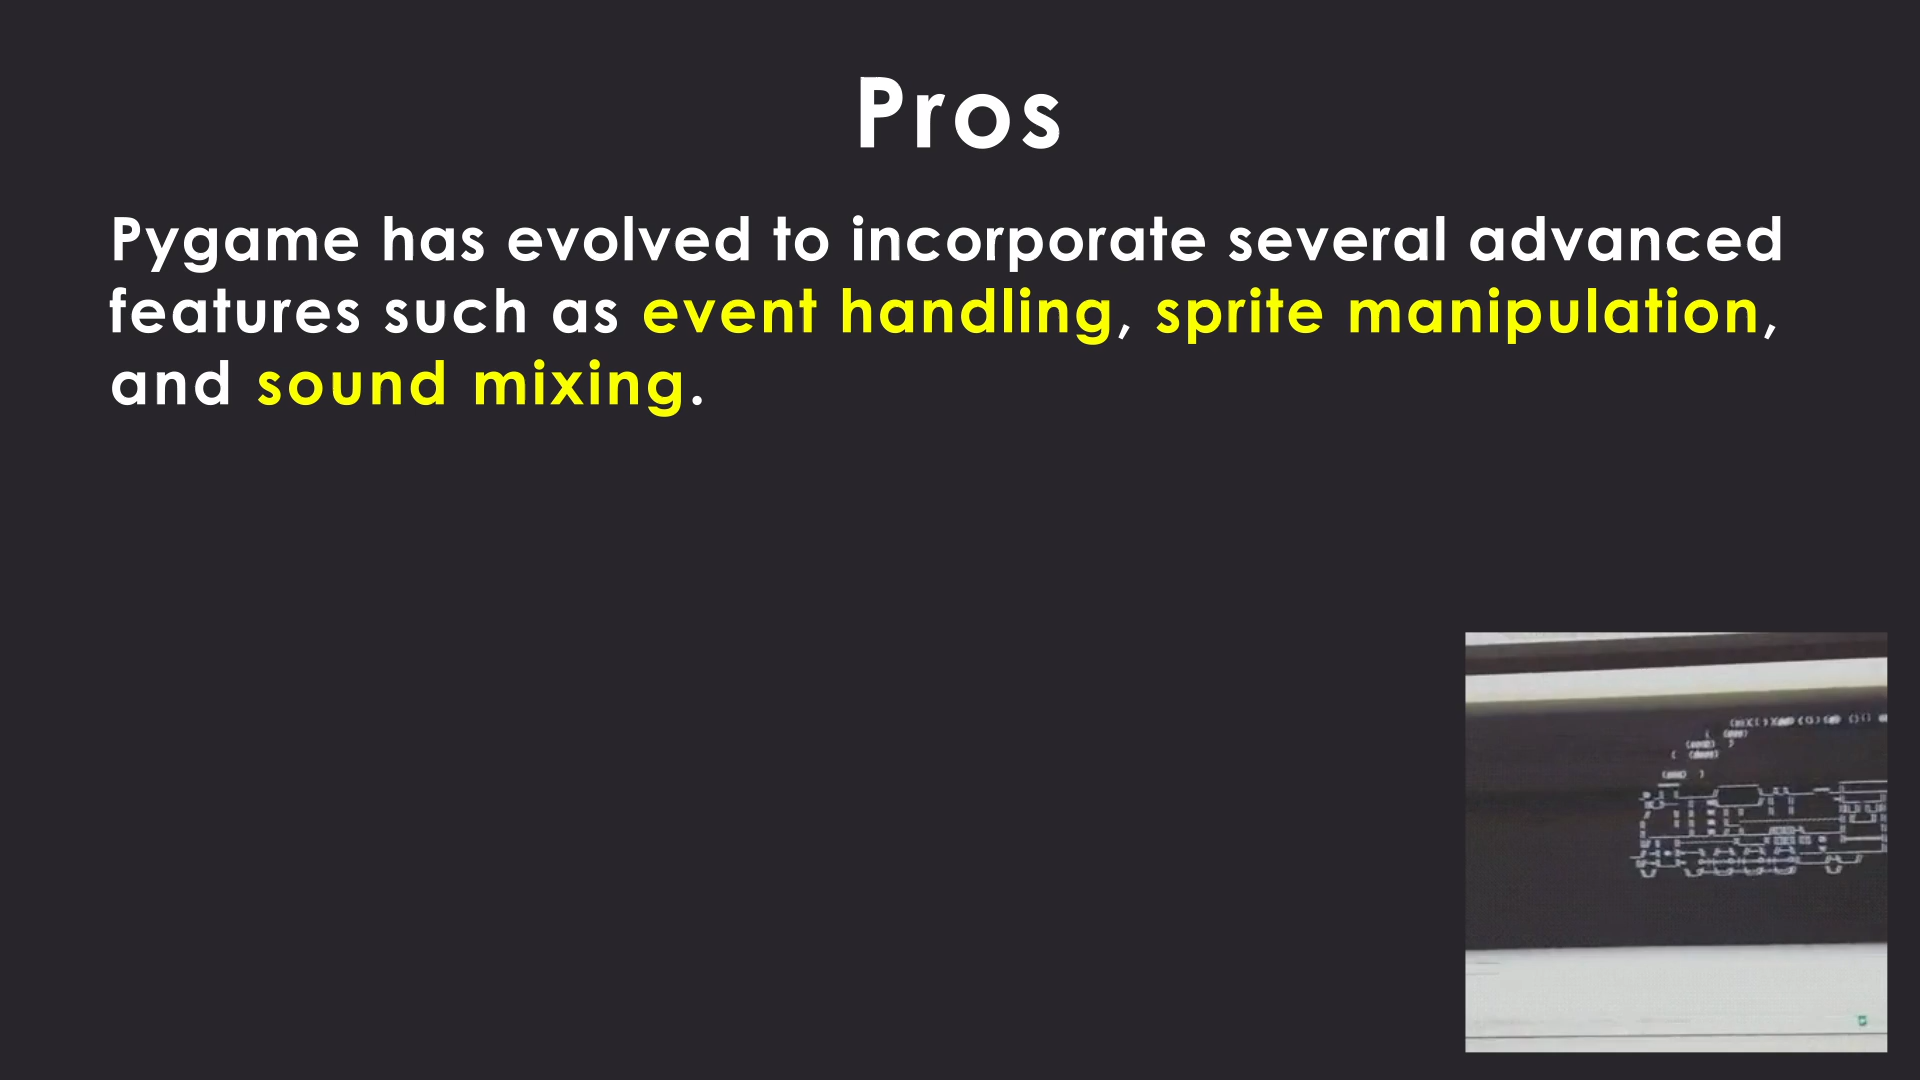 Pros
Pygame has evolved to incorporate several advanced
features such as event handling, sprite manipulation,
and sound mixing.